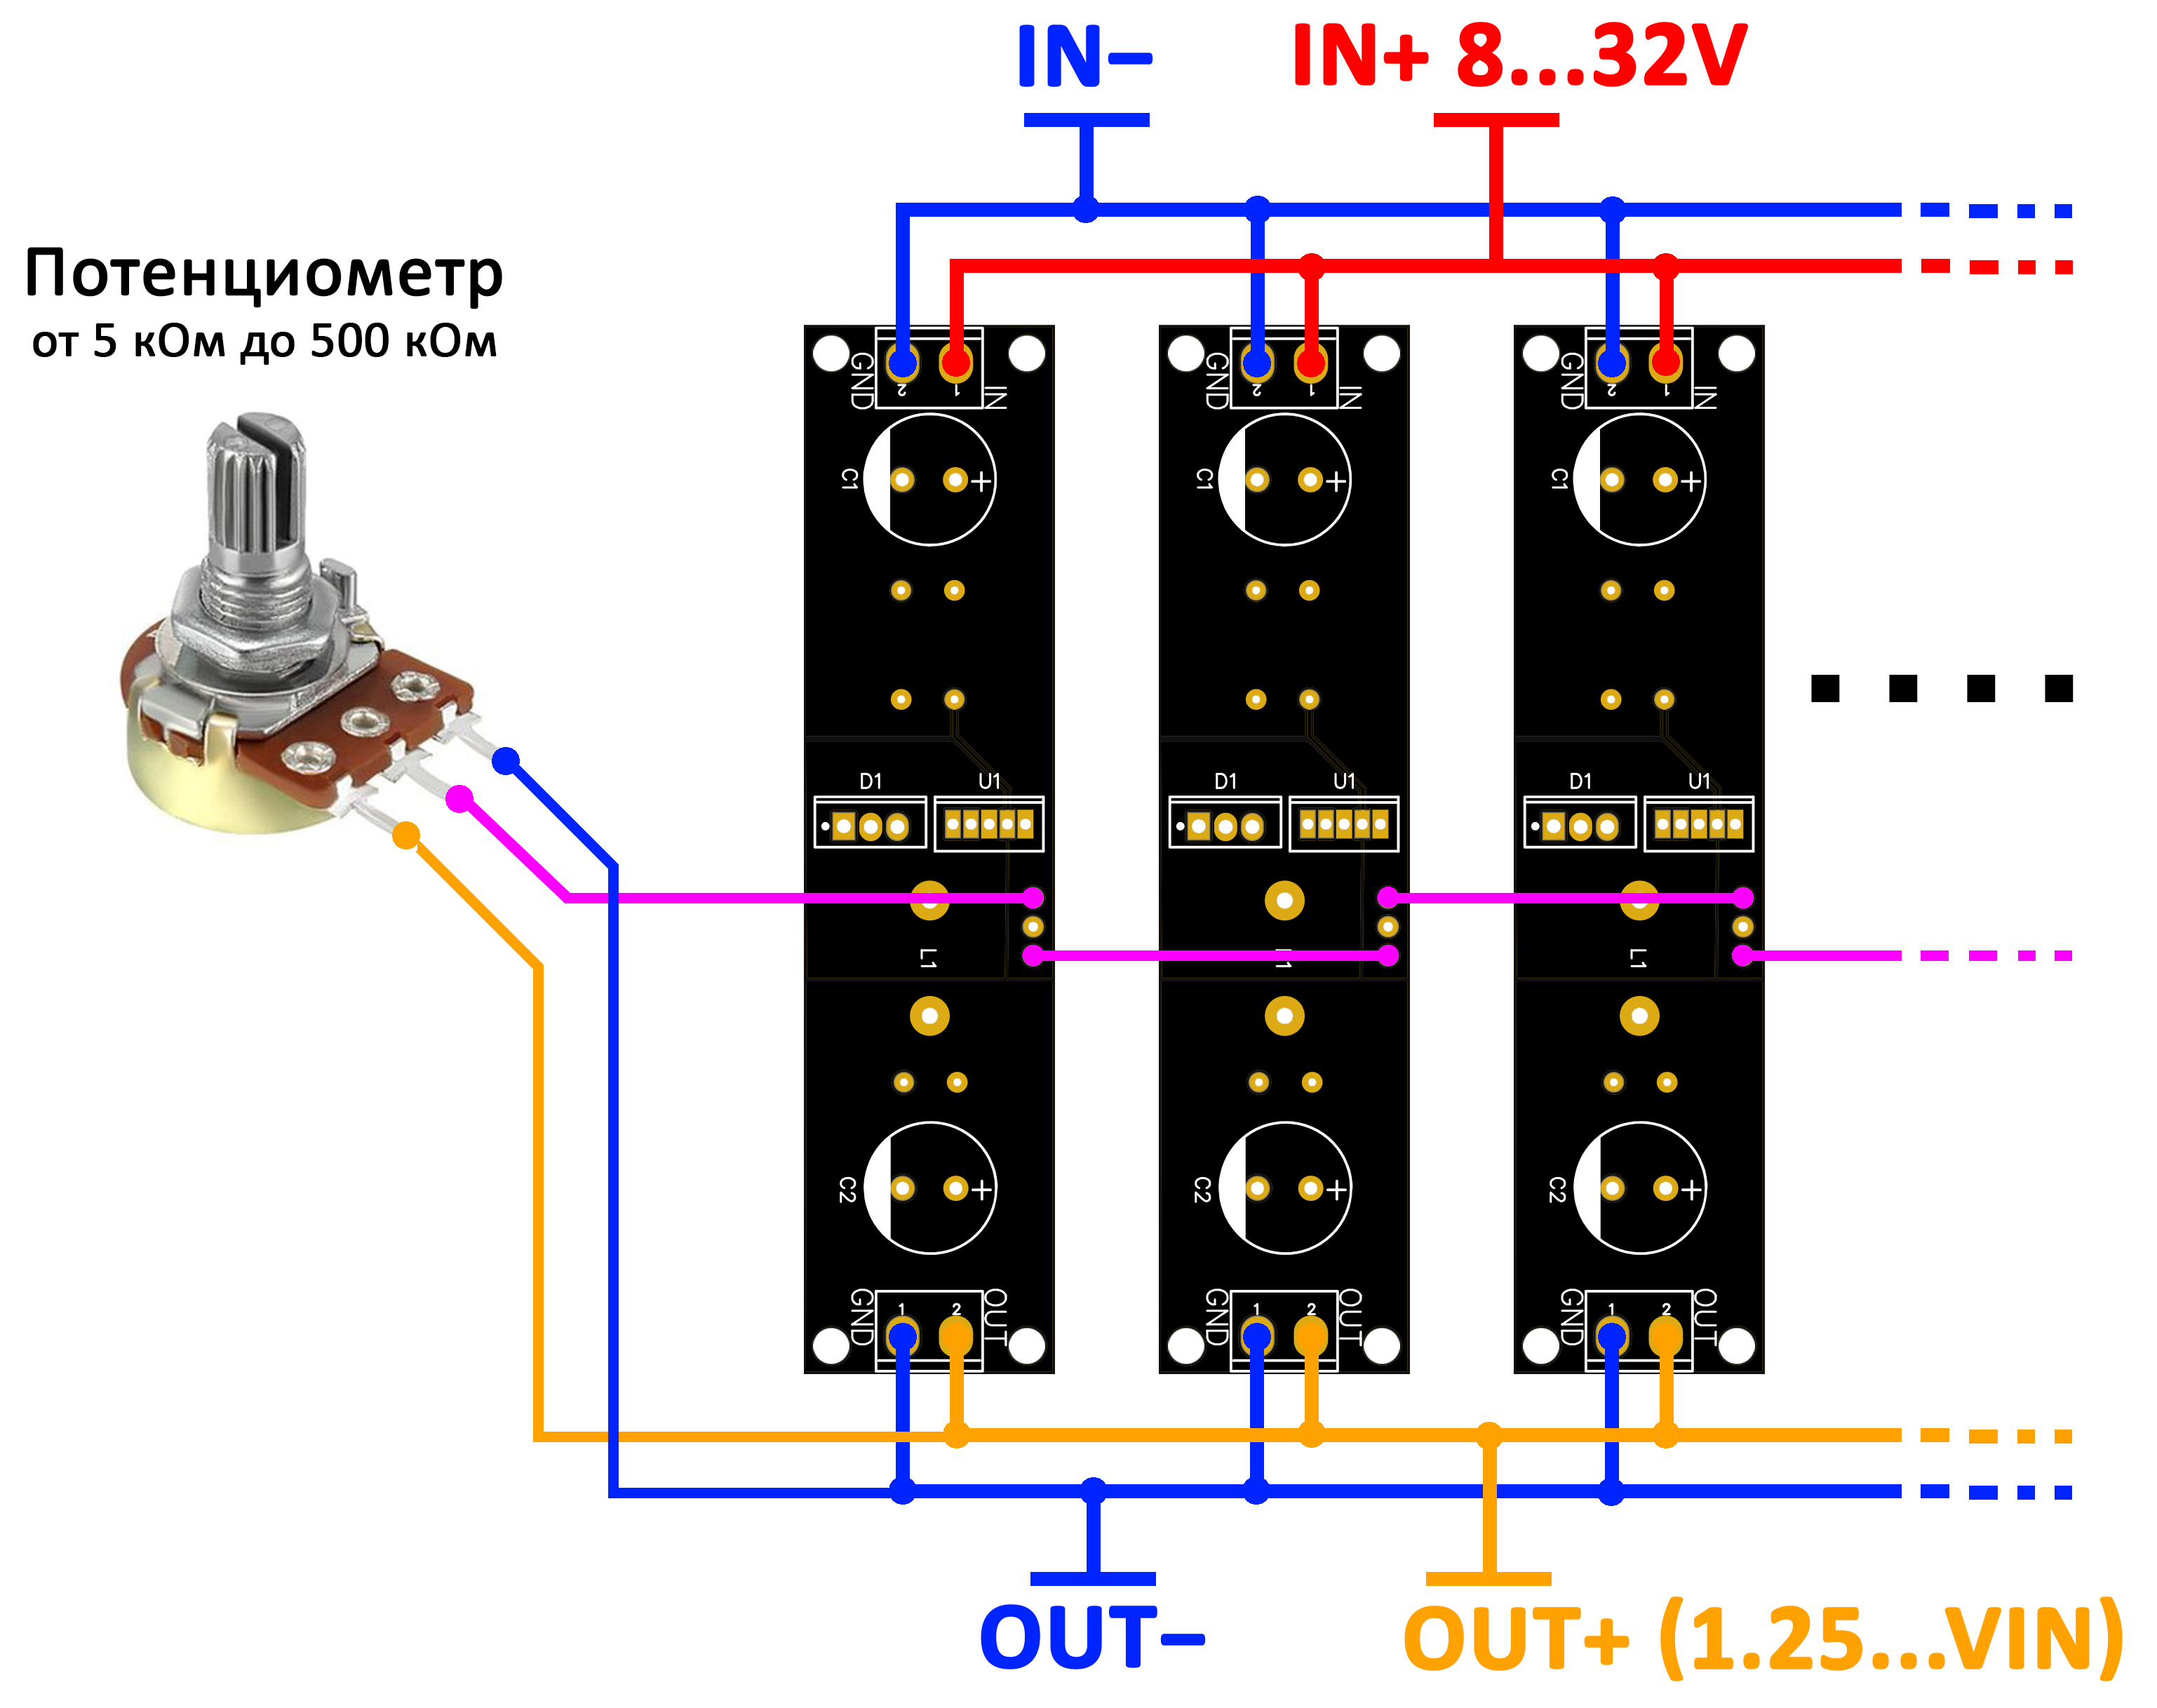 IN– IN+ 8...32V
Потенциометр
от 5 кОм до 500 кОм
GND 2 1 IN GND 2 1 IN GND 2 1 IN
C1 + C1 + C1 +
D1 U1 D1 U1 D1 U1
L1 L1 L1
C2 + C2 + C2 +
GND 1 2 OUT GND 1 2 OUT GND 1 2 OUT
OUT– OUT+ (1.25...VIN)